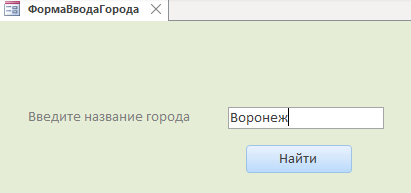 ФормаВводаГорода
Введите название города Воронеж
Найти